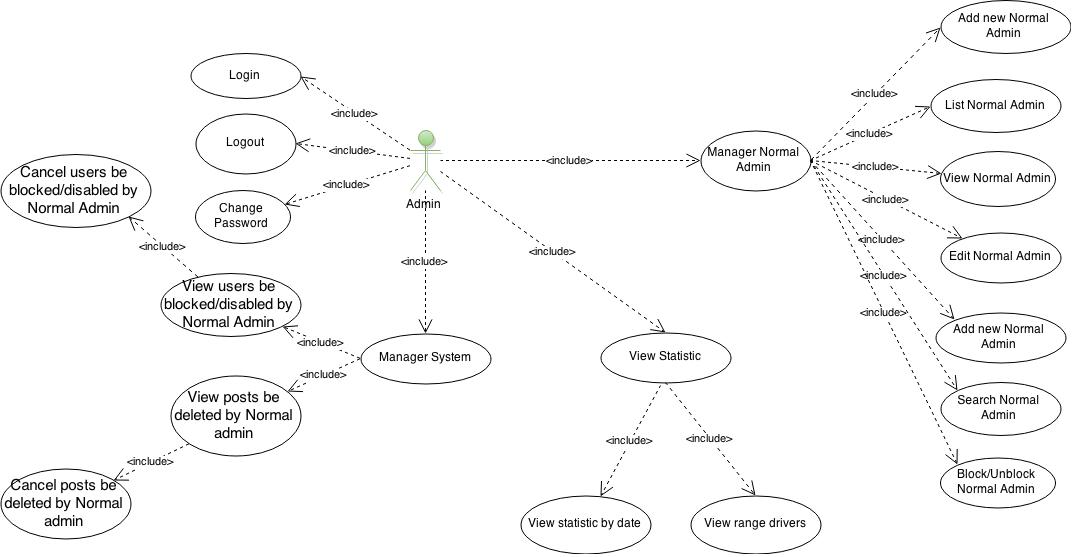 Add new Normal
Admin
Login
<include>
List Normal Admin
<include>
<include>
Logout
<include>
Manager Normal
Admin
<include>
<include>
View Normal Admin
Cancel users be
blocked/disabled by
Normal Admin
<include>
Change
Password
Admin
<include>
<include>
<include>
<include>
<include>
Edit Normal Admin
<include>
View users be
blocked/disabled by
Normal Admin
<include>
<include>
Add new Normal
Admin
Manager System
View Statistic
<include>
View posts be
deleted by Normal
admin
Search Normal
Admin
<include>
<include>
<include>
Block/Unblock
Normal Admin
Cancel posts be
deleted by Normal
admin
View statistic by date
View range drivers